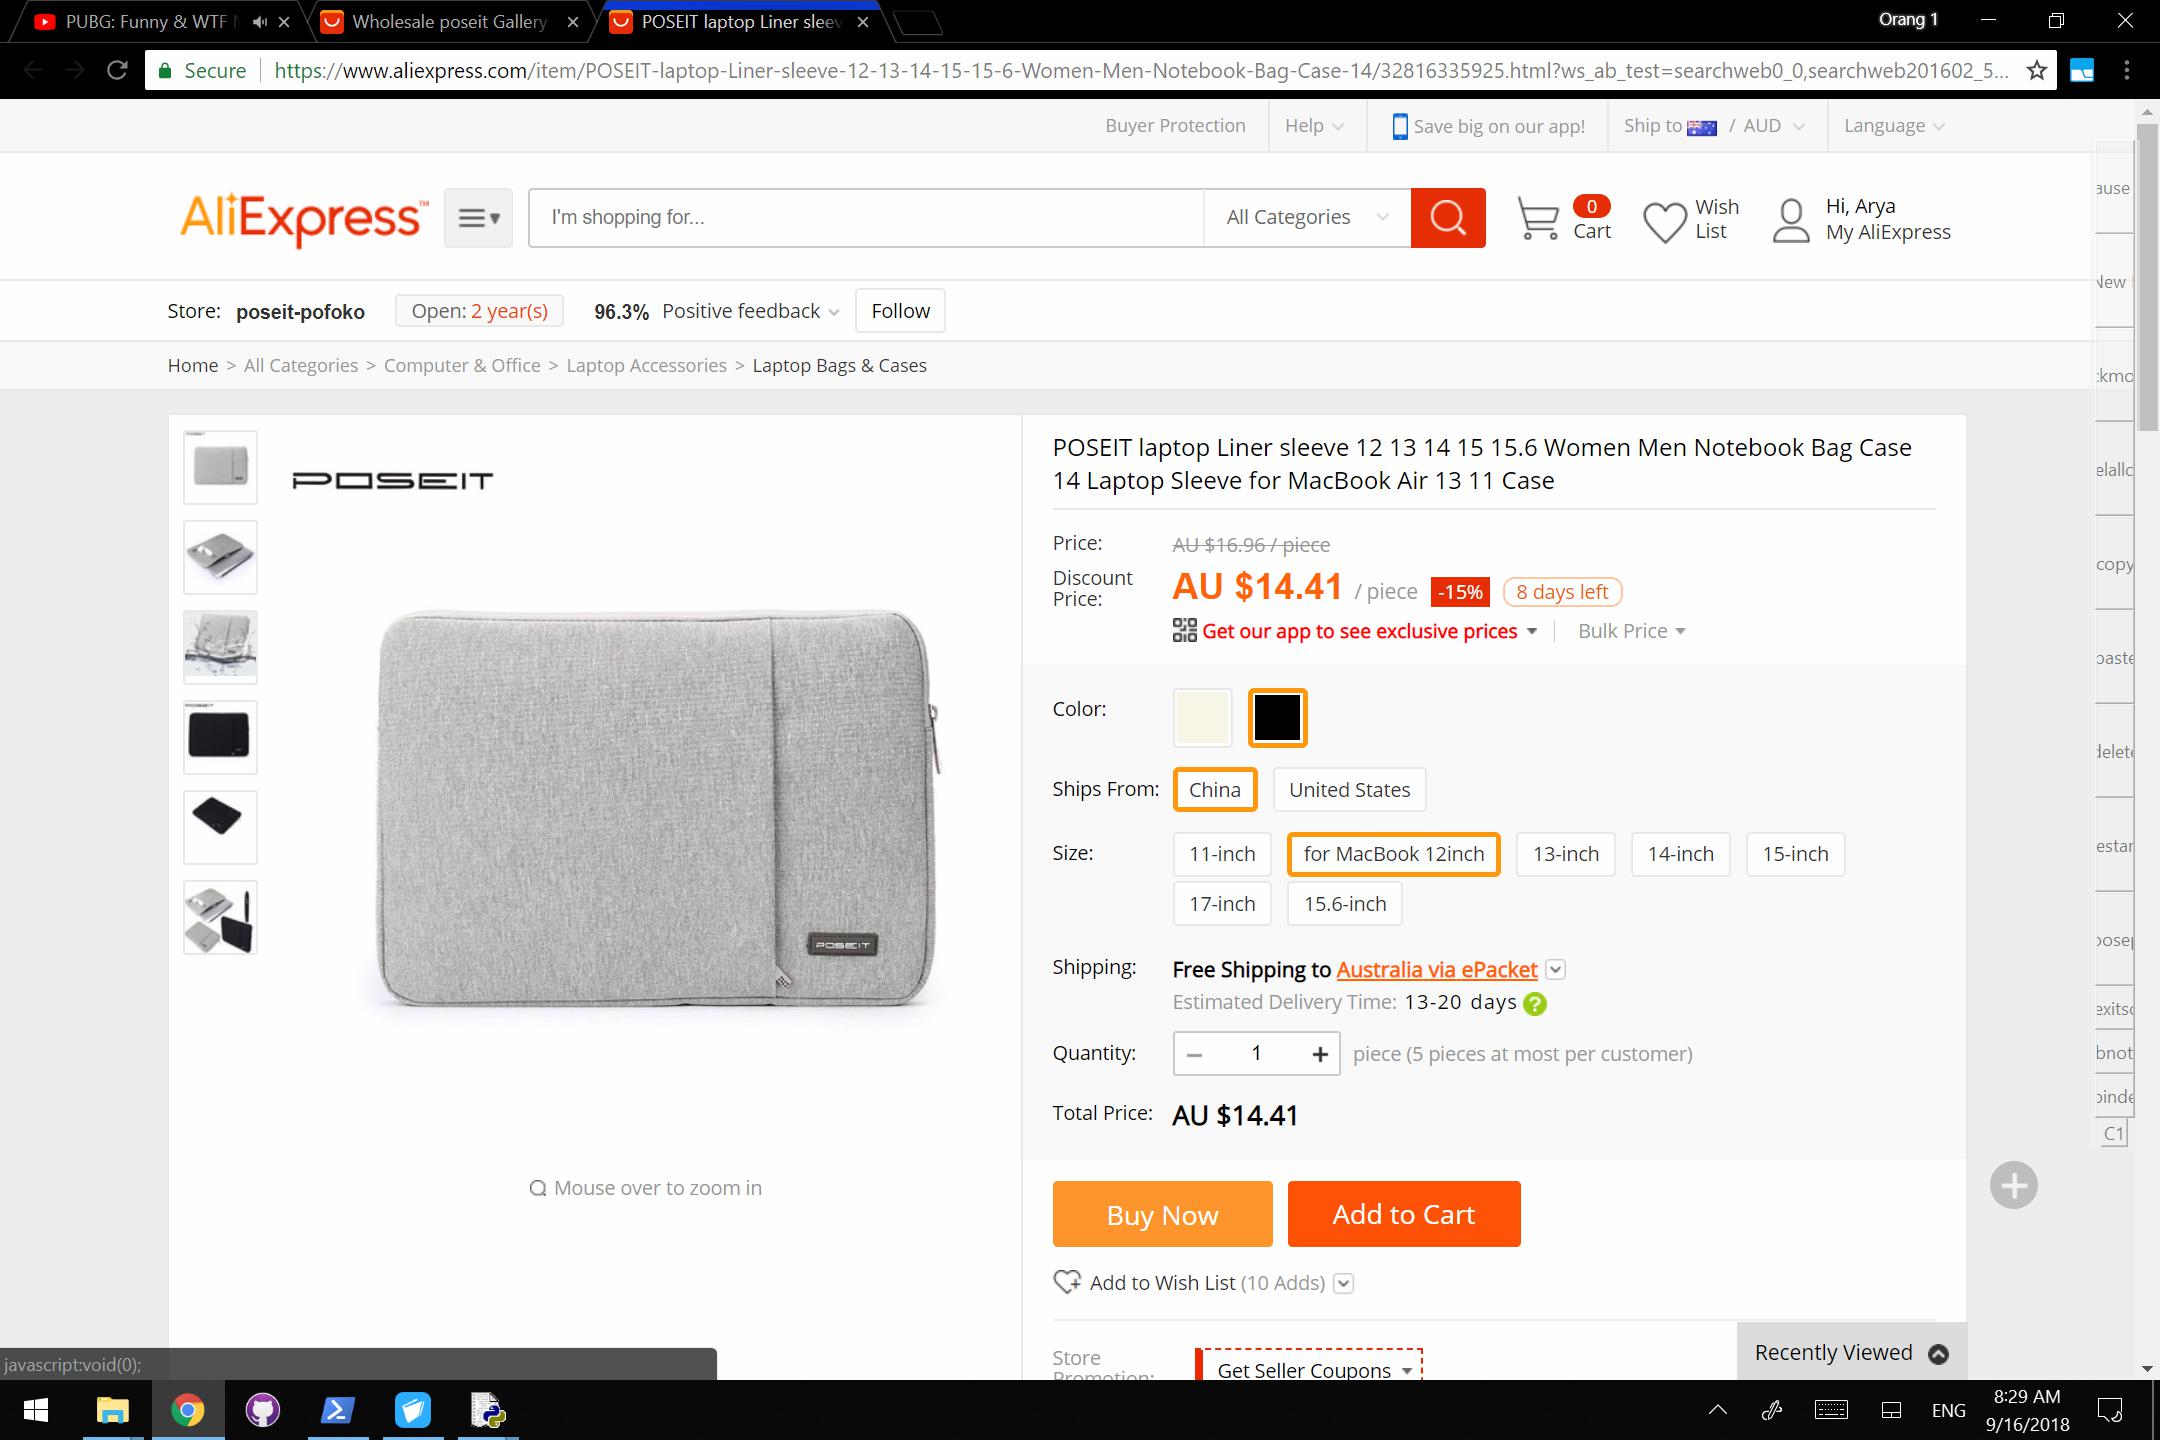 PUBG: Funny & WTF
Wholesale poseit Gallery
POSEIT laptop Liner sleev
Orang 1
Secure
https://www.aliexpress.com/item/POSEIT-laptop-Liner-sleeve-12-13-14-15-15-6-Women-Men-Notebook-Bag-Case-14/32816335925.html?ws_ab_test=searchweb0_0,searchweb201602_5...
Buyer Protection
Help
Save big on our app!
Ship to / AUD
Language
AliExpress™
I'm shopping for...
All Categories
0
Cart
Wish
List
Hi, Arya
My AliExpress
Store: poseit-pofoko
Open: 2 year(s)
96.3% Positive feedback
Follow
Home > All Categories > Computer & Office > Laptop Accessories > Laptop Bags & Cases
POSEIT
POSEIT
POSEIT laptop Liner sleeve 12 13 14 15 15.6 Women Men Notebook Bag Case
14 Laptop Sleeve for MacBook Air 13 11 Case
Price: AU $16.96 / piece
Discount
Price:
AU $14.41 / piece -15% 8 days left
Get our app to see exclusive prices
Bulk Price
Color:
Ships From: China United States
Size: 11-inch for MacBook 12inch 13-inch 14-inch 15-inch
17-inch 15.6-inch
Shipping: Free Shipping to Australia via ePacket
Estimated Delivery Time: 13-20 days ?
Quantity: 1 piece (5 pieces at most per customer)
Total Price: AU $14.41
Mouse over to zoom in
Buy Now
Add to Cart
Add to Wish List (10 Adds)
Store
Promotion:
Get Seller Coupons
Recently Viewed
ause
New
ckmo
elallc
copy
paste
delete
estar
posep
exitsc
bnot
binde
C1
javascript:void(0);
ENG
8:29 AM
9/16/2018